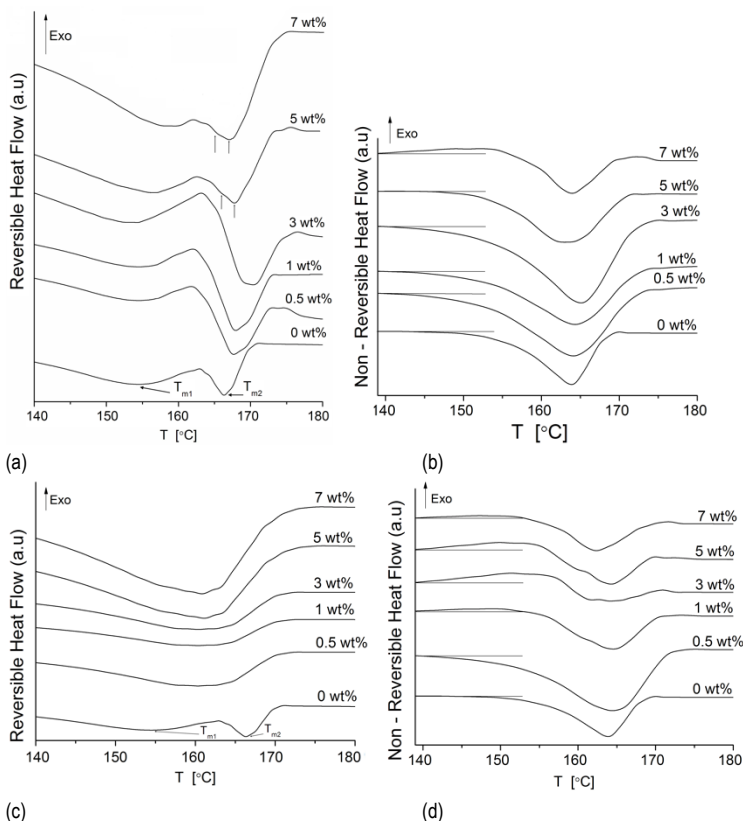 Exo
7 wt%
5 wt%
3 wt%
1 wt%
0.5 wt%
0 wt%
Tm1
Tm2
Reversible Heat Flow (a.u)
140 150 160 170 180
T [°C]
(a)
Exo
7 wt%
5 wt%
3 wt%
1 wt%
0.5 wt%
0 wt%
Non - Reversible Heat Flow (a.u)
140 150 160 170 180
T [°C]
(b)
Exo
7 wt%
5 wt%
3 wt%
1 wt%
0.5 wt%
0 wt%
Tm1
Tm2
Reversible Heat Flow (a.u)
140 150 160 170 180
T [°C]
(c)
Exo
7 wt%
5 wt%
3 wt%
1 wt%
0.5 wt%
0 wt%
Non - Reversible Heat Flow (a.u)
140 150 160 170 180
T [°C]
(d)